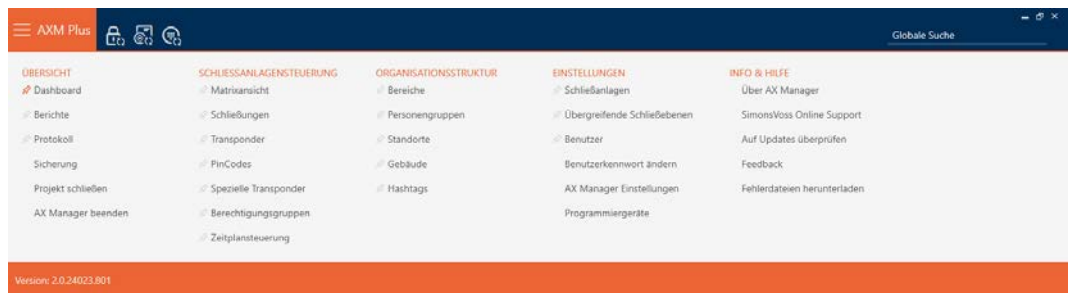 AXM Plus
Globale Suche
ÜBERSICHT
Dashboard
Berichte
Protokoll
Sicherung
Projekt schließen
AX Manager beenden
SCHLIESSANLAGENSTEUERUNG
Matrixansicht
Schließungen
Transponder
PinCodes
Spezielle Transponder
Berechtigungsgruppen
Zeitplansteuerung
ORGANISATIONSSTRUKTUR
Bereiche
Personengruppen
Standorte
Gebäude
Hashtags
EINSTELLUNGEN
Schließanlagen
Übergreifende Schließebenen
Benutzer
Benutzerkennwort ändern
AX Manager Einstellungen
Programmiergeräte
INFO & HILFE
Über AX Manager
SimonsVoss Online Support
Auf Updates überprüfen
Feedback
Fehlerdateien herunterladen
Version: 2.0.24023.801